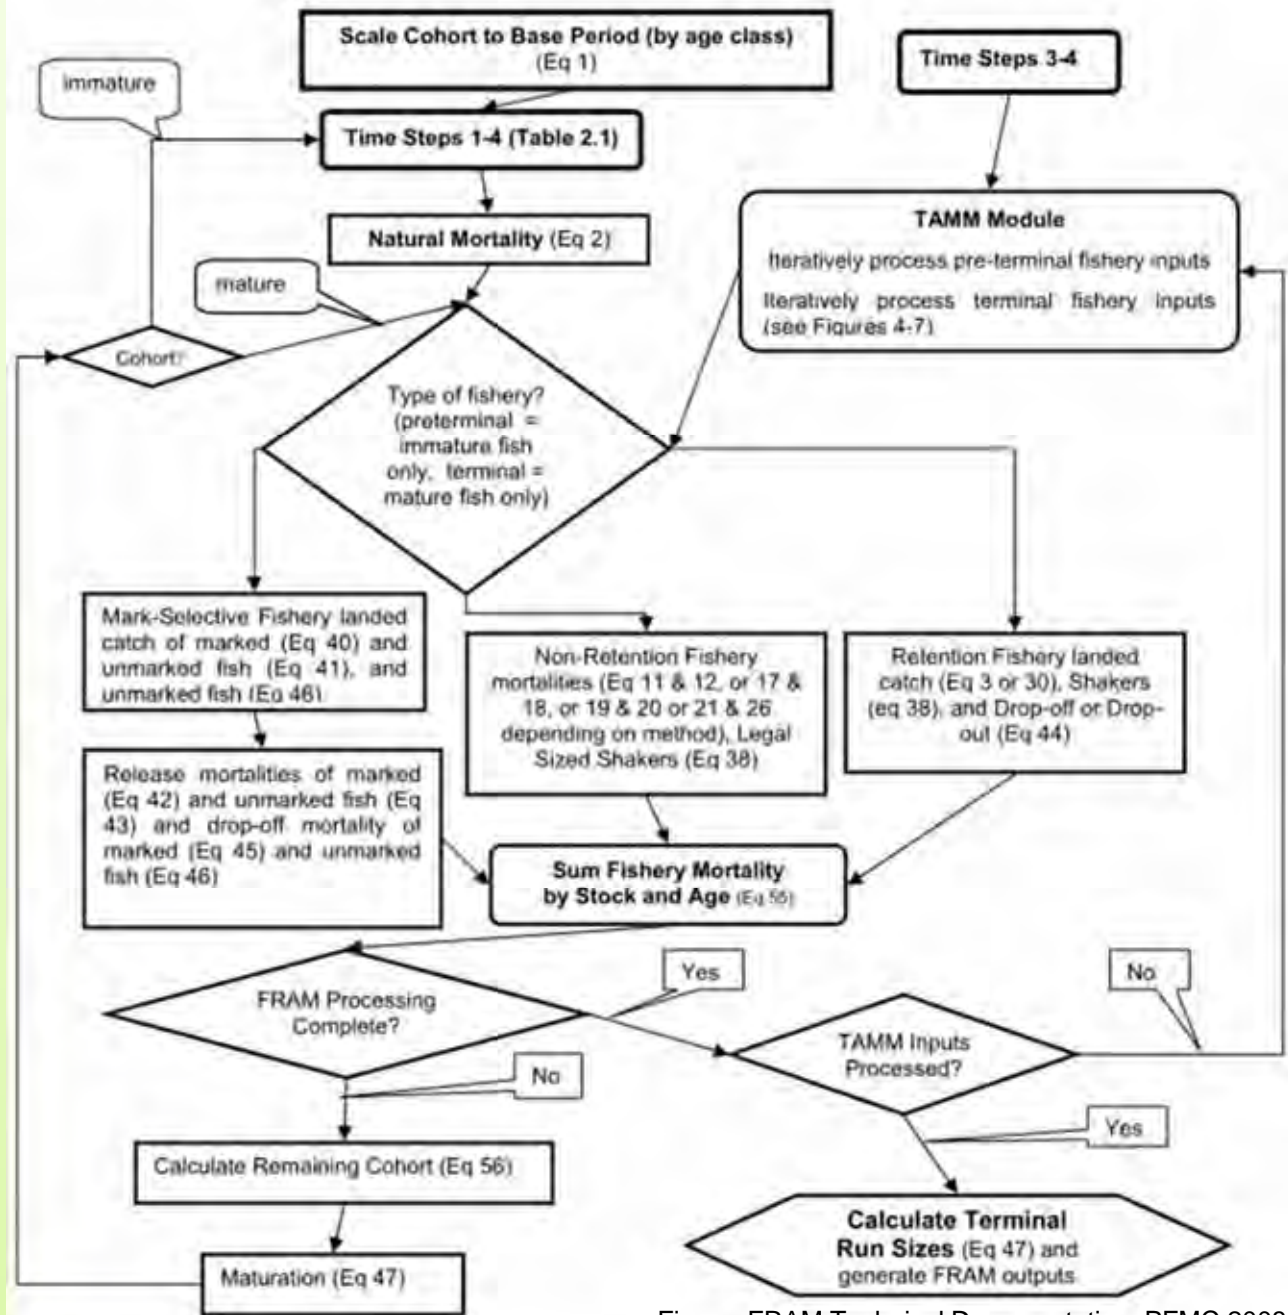 Scale Cohort to Base Period (by age class)
(Eq 1)
Time Steps 3-4
immature
Time Steps 1-4 (Table 2.1)
Natural Mortality (Eq 2)
TAMM Module
Iteratively process pre-terminal fishery inputs
Iteratively process terminal fishery inputs
(see Figures 4-7)
mature
Cohort?
Type of fishery?
(preterminal =
immature fish
only, terminal =
mature fish only)
Mark-Selective Fishery landed
catch of marked (Eq 40) and
unmarked fish (Eq 41), and
unmarked fish (Eq 46)
Non-Retention Fishery
mortalities (Eq 11 & 12, or 17 &
18, or 19 & 20 or 21 & 26
depending on method), Legal
Sized Shakers (Eq 38)
Retention Fishery landed
catch (Eq 3 or 30), Shakers
(eq 38), and Drop-off or Drop-
out (Eq 44)
Release mortalities of marked
(Eq 42) and unmarked fish (Eq
43) and drop-off mortality of
marked (Eq 45) and unmarked
fish (Eq 46)
Sum Fishery Mortality
by Stock and Age (Eq 55)
FRAM Processing
Complete?
Yes
No
TAMM Inputs
Processed?
No
Yes
Calculate Remaining Cohort (Eq 56)
Maturation (Eq 47)
Calculate Terminal
Run Sizes (Eq 47) and
generate FRAM outputs